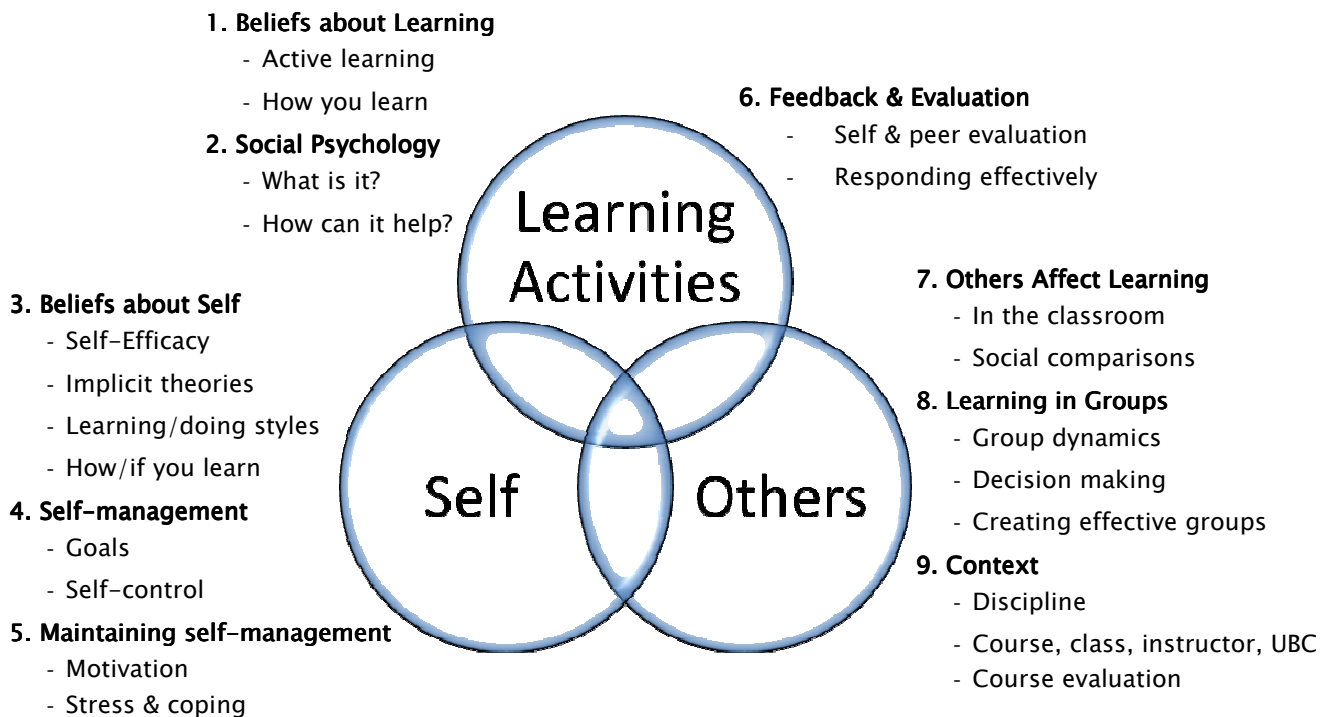 1. Beliefs about Learning
- Active learning
- How you learn
2. Social Psychology
- What is it?
- How can it help?
3. Beliefs about Self
- Self-Efficacy
- Implicit theories
- Learning/doing styles
- How/if you learn
4. Self-management
- Goals
- Self-control
5. Maintaining self-management
- Motivation
- Stress & coping
Learning
Activities
Self
Others
6. Feedback & Evaluation
- Self & peer evaluation
- Responding effectively
7. Others Affect Learning
- In the classroom
- Social comparisons
8. Learning in Groups
- Group dynamics
- Decision making
- Creating effective groups
9. Context
- Discipline
- Course, class, instructor, UBC
- Course evaluation